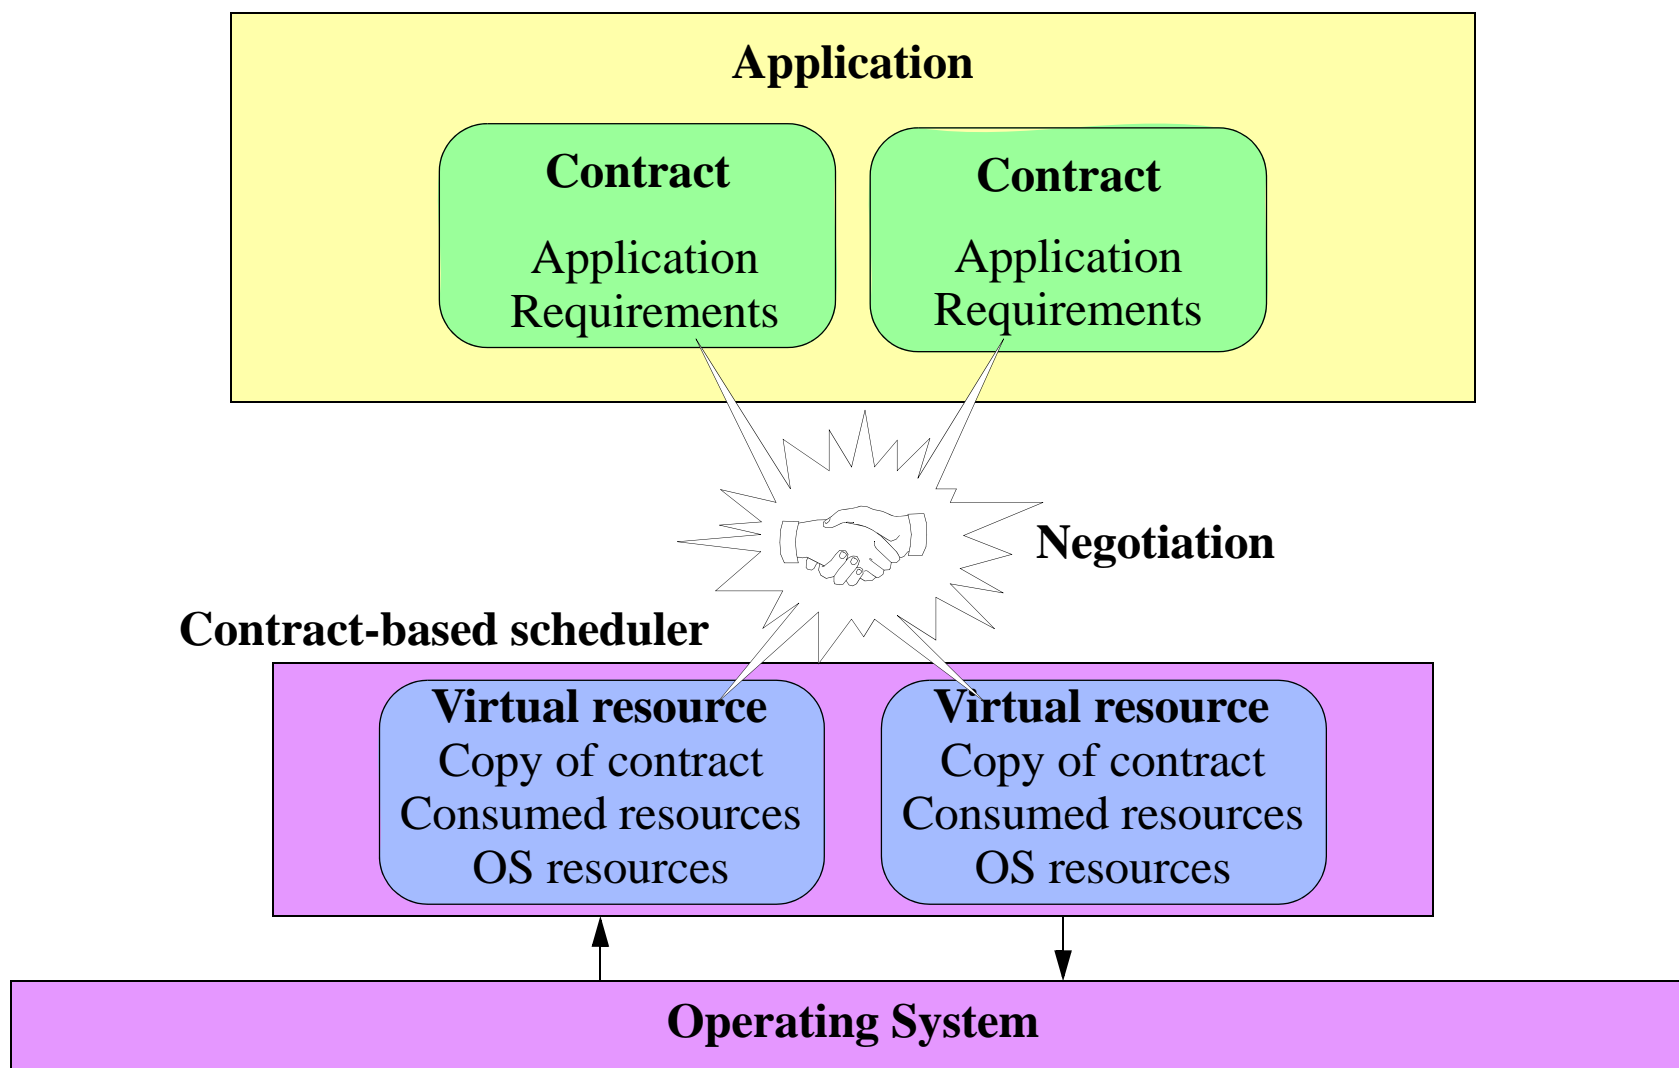 Application
Contract
Application
Requirements
Contract
Application
Requirements
Negotiation
Contract-based scheduler
Virtual resource
Copy of contract
Consumed resources
OS resources
Virtual resource
Copy of contract
Consumed resources
OS resources
Operating System